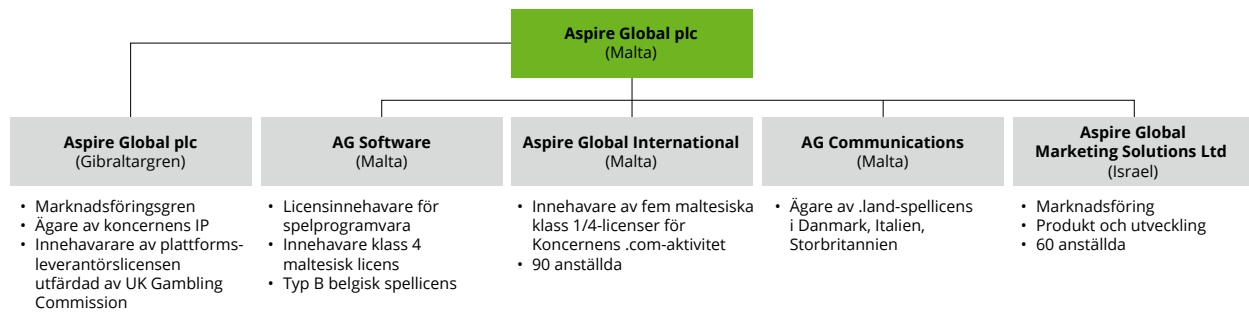 Aspire Global plc
(Malta)
Aspire Global plc
(Gibraltargren)
• Marknadsföringsgren
• Ägare av koncernens IP
• Innehavarare av plattforms-
leverantörslicensen
utfärdad av UK Gambling
Commission
AG Software
(Malta)
• Licensinnehavare för
spelprogramvara
• Innehavare klass 4
maltesisk licens
• Typ B belgisk spellicens
Aspire Global International
(Malta)
• Innehavare av fem maltesiska
klass 1/4-licenser för
Koncernens .com-aktivitet
• 90 anställda
AG Communications
(Malta)
• Ägare av .land-spellicens
i Danmark, Italien,
Storbritannien
Aspire Global
Marketing Solutions Ltd
(Israel)
• Marknadsföring
• Produkt och utveckling
• 60 anställda